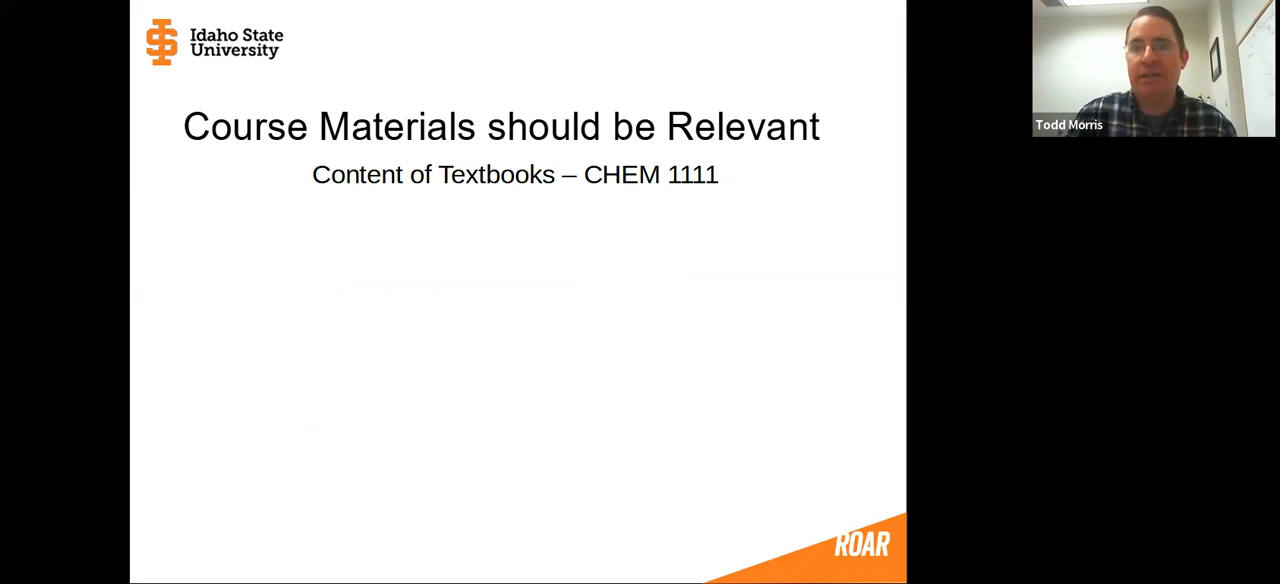 Idaho State
University
Course Materials should be Relevant
Content of Textbooks – CHEM 1111
Todd Morris
ROAR